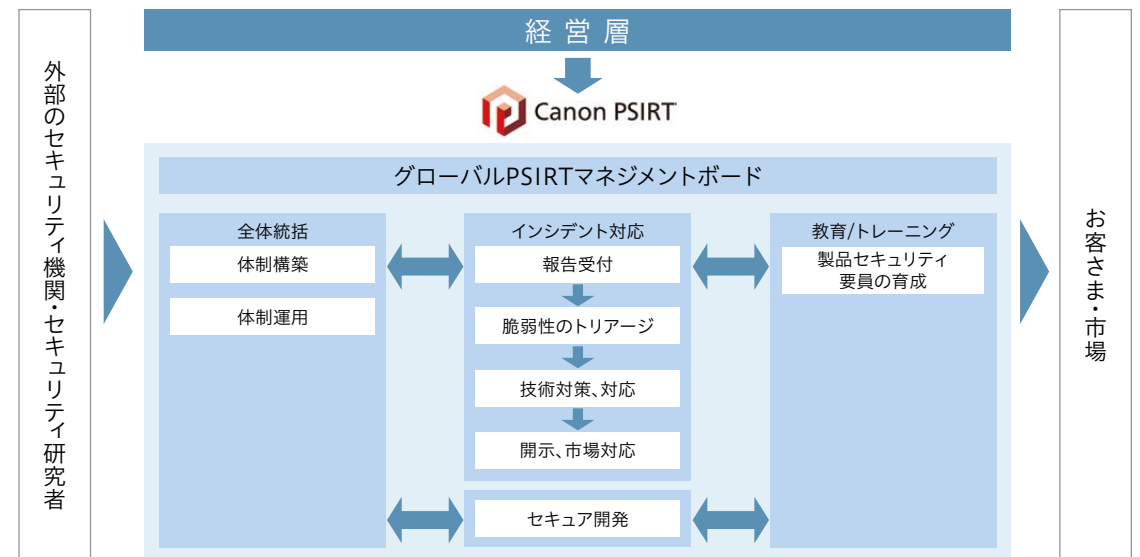 経営層
Canon PSIRT
外部のセキュリティ機関・セキュリティ研究者
グローバルPSIRTマネジメントボード
全体統括
体制構築
体制運用
インシデント対応
報告受付
脆弱性のトリアージ
技術対策、対応
開示、市場対応
セキュア開発
教育/トレーニング
製品セキュリティ
要員の育成
お客さま・市場